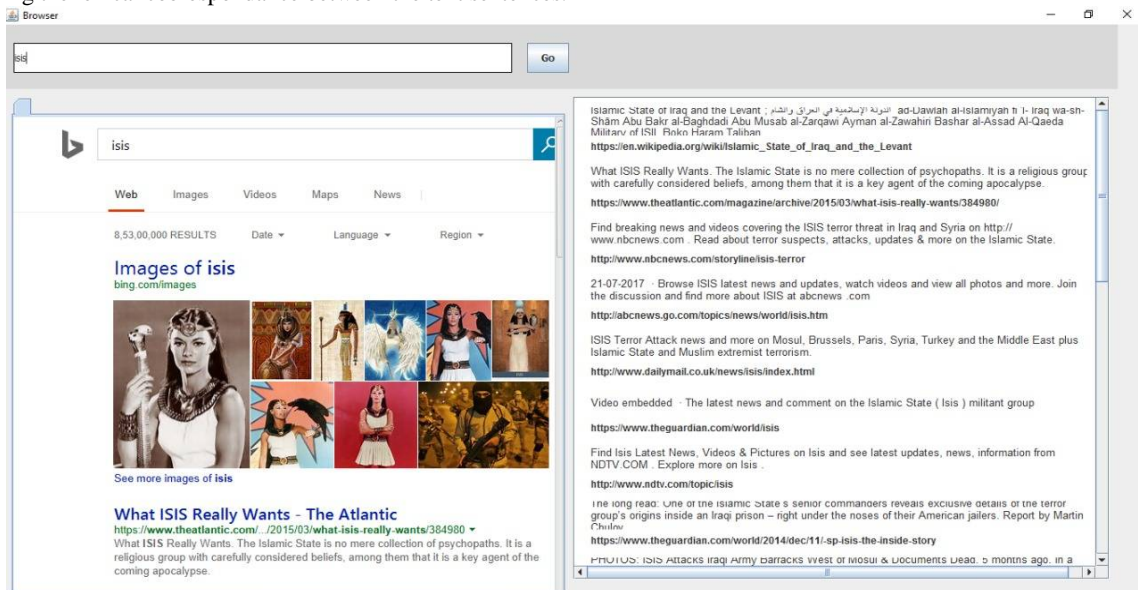 Browser
isis
Go
isis
Web Images Videos Maps News
8,53,00,000 RESULTS Date Language Region
Images of isis
bing.com/images
See more images of isis
What ISIS Really Wants - The Atlantic
https://www.theatlantic.com/.../2015/03/what-isis-really-wants/384980
What ISIS Really Wants. The Islamic State is no mere collection of psychopaths. It is a
religious group with carefully considered beliefs, among them that it is a key agent of the
coming apocalypse.
Islamic State of Iraq and the Levant ; الدولة الإسلامية في العراق والشام ad-Dawlah al-Islamiyah fi 'l- Iraq wa-sh-
Shām Abu Bakr al-Baghdadi Abu Musab al-Zarqawi Ayman al-Zawahiri Bashar al-Assad Al-Qaeda
Military of ISIL Boko Haram Taliban
https://en.wikipedia.org/wiki/Islamic_State_of_Iraq_and_the_Levant
What ISIS Really Wants. The Islamic State is no mere collection of psychopaths. It is a religious group
with carefully considered beliefs, among them that it is a key agent of the coming apocalypse.
https://www.theatlantic.com/magazine/archive/2015/03/what-isis-really-wants/384980/
Find breaking news and videos covering the ISIS terror threat in Iraq and Syria on http://
www.nbcnews.com . Read about terror suspects, attacks, updates & more on the Islamic State.
http://www.nbcnews.com/storyline/isis-terror
21-07-2017 · Browse ISIS latest news and updates, watch videos and view all photos and more. Join
the discussion and find more about ISIS at abcnews .com
http://abcnews.go.com/topics/news/world/isis.htm
ISIS Terror Attack news and more on Mosul, Brussels, Paris, Syria, Turkey and the Middle East plus
Islamic State and Muslim extremist terrorism.
http://www.dailymail.co.uk/news/isis/index.html
Video embedded · The latest news and comment on the Islamic State ( Isis ) militant group
https://www.theguardian.com/world/isis
Find Isis Latest News, Videos & Pictures on Isis and see latest updates, news, information from
NDTV.COM . Explore more on Isis .
http://www.ndtv.com/topic/isis
The long read: One of the Islamic State's senior commanders reveals exclusive details of the terror
group's origins inside an Iraqi prison – right under the noses of their American jailers. Report by Martin
Chulov
https://www.theguardian.com/world/2014/dec/11/-sp-isis-the-inside-story
PHOTOS: ISIS Attacks Iraqi Army Barracks West of Mosul & Documents Dead. 5 months ago. In a